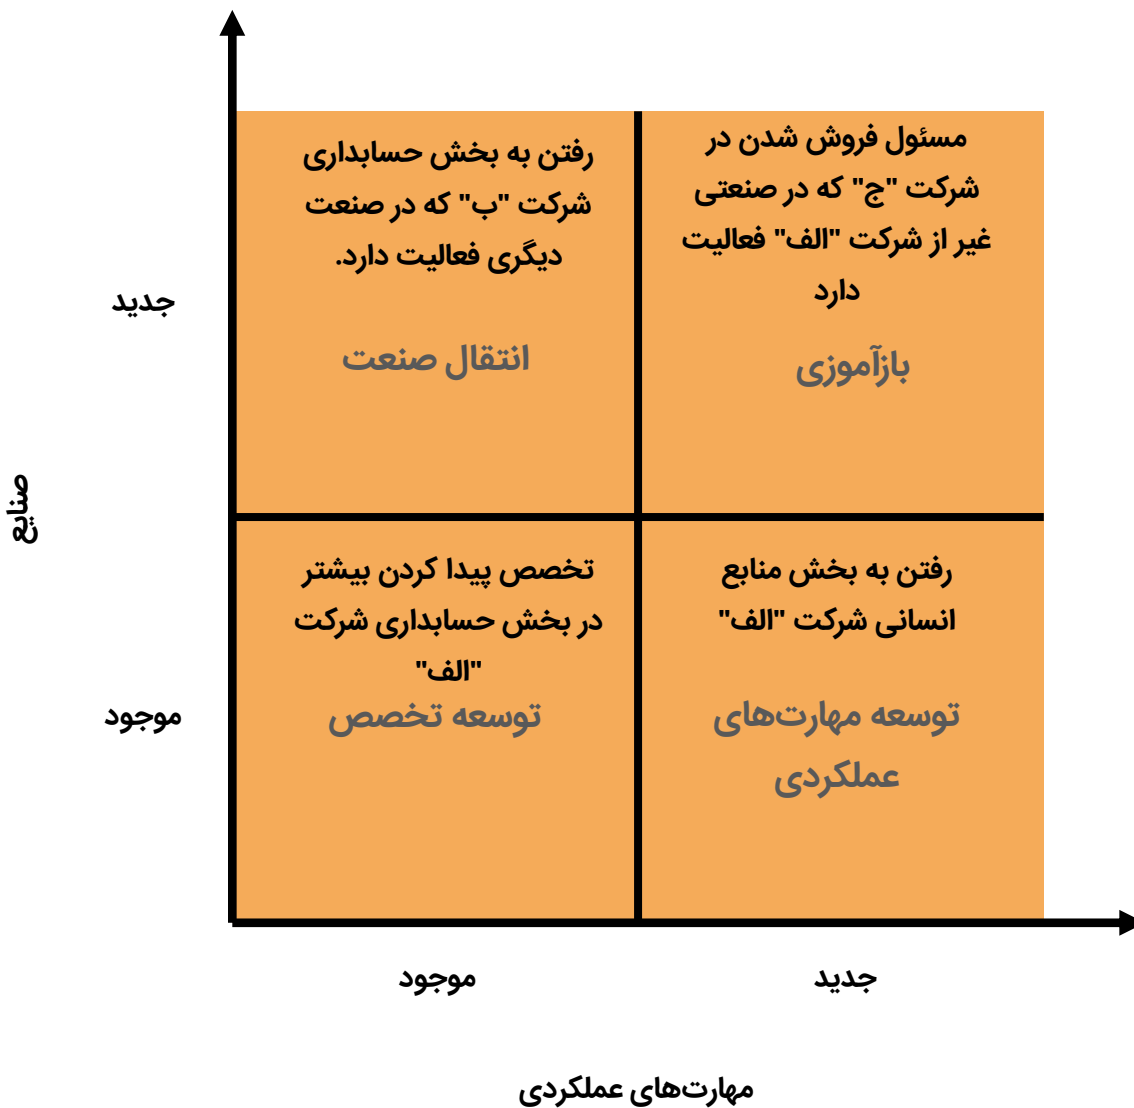 مسئول فروش شدن در
شرکت "ج" که در صنعتی
غیر از شرکت "الف" فعالیت
دارد
بازآموزی
رفتن به بخش حسابداری
شرکت "ب" که در صنعت
دیگری فعالیت دارد.
انتقال صنعت
جدید
صنایع
رفتن به بخش منابع
انسانی شرکت "الف"
توسعه مهارت‌های
عملکردی
تخصص پیدا کردن بیشتر
در بخش حسابداری شرکت
"الف"
توسعه تخصص
موجود
جدید
موجود
مهارت‌های عملکردی